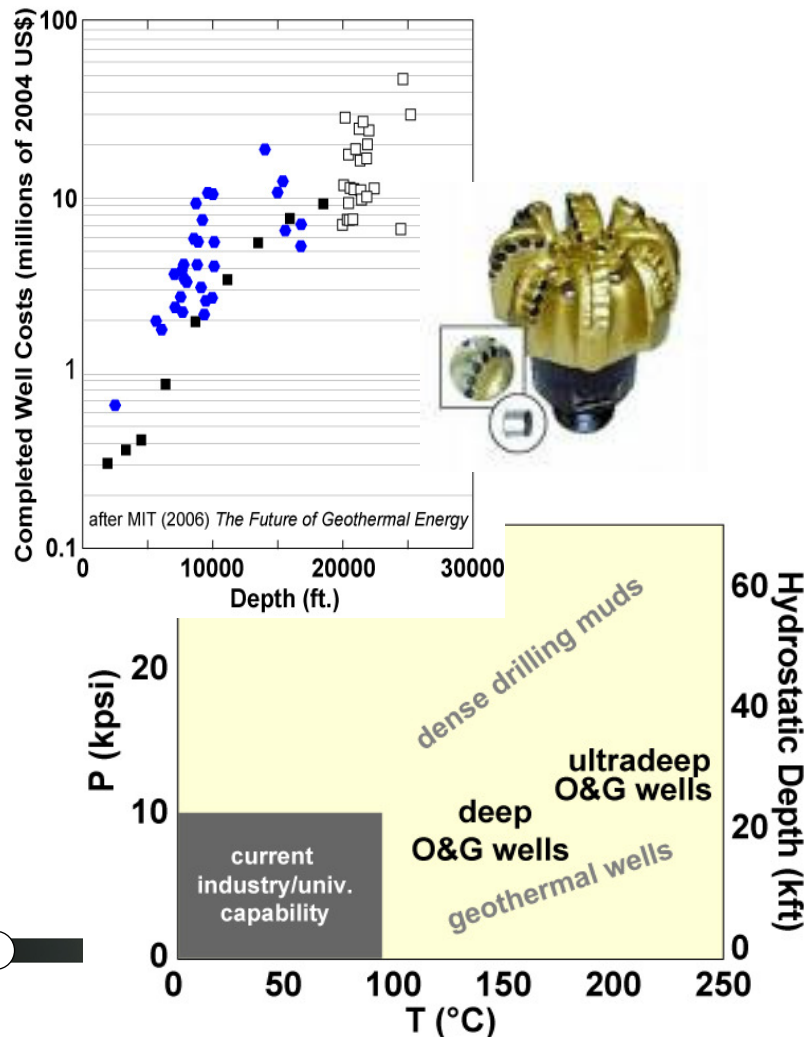 Completed Well Costs (millions of 2004 US$)
100
10
1
0.1
after MIT (2006) The Future of Geothermal Energy
0
10000
20000
30000
Depth (ft.)
P (kpsi)
20
10
0
dense drilling muds
ultradeep
O&G wells
deep
O&G wells
geothermal wells
current
industry/univ.
capability
60
40
20
0
Hydrostatic Depth (kft)
0
50
100
150
200
250
T (°C)